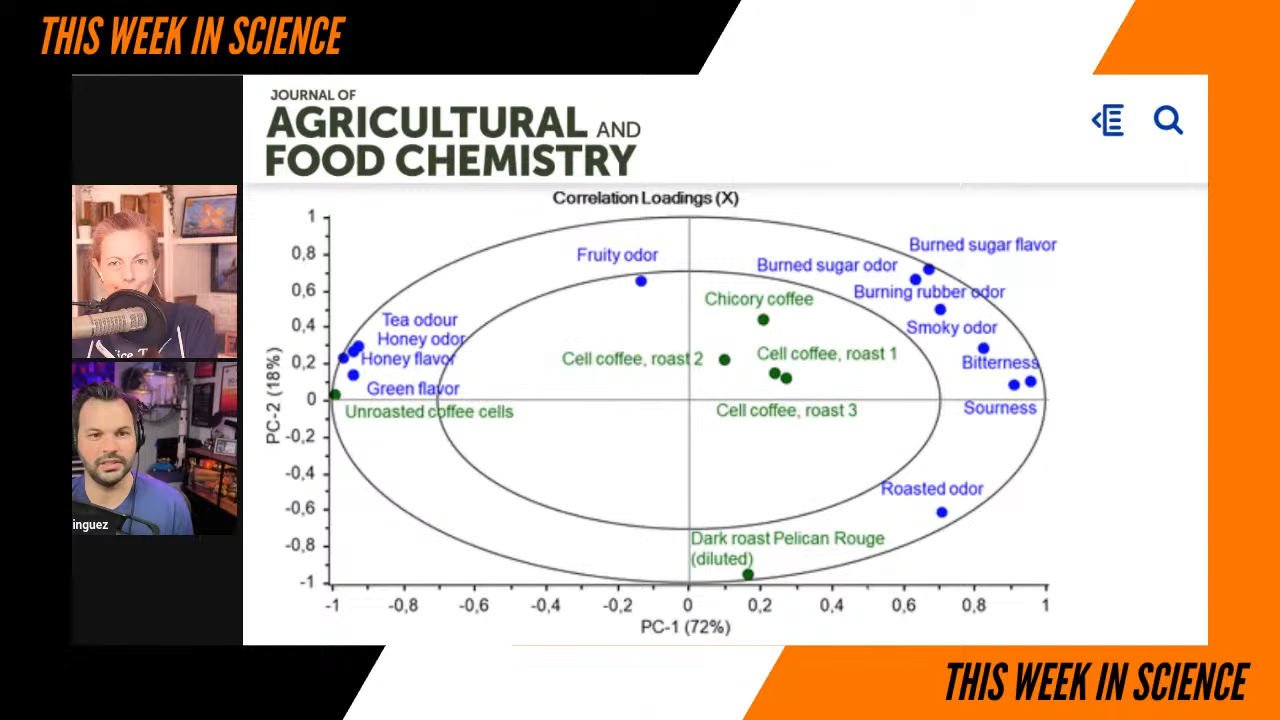 THIS WEEK IN SCIENCE
JOURNAL OF
AGRICULTURAL AND
FOOD CHEMISTRY
Correlation Loadings (X)
1
0,8
0,6
0,4
0,2
0
-0,2
-0,4
-0,6
-0,8
-1
PC-2 (18%)
Burned sugar flavor
Fruity odor
Burned sugar odor
Burning rubber odor
Chicory coffee
Tea odour
Smoky odor
Honey odor
Cell coffee, roast 2
Cell coffee, roast 1
Honey flavor
Bitterness
Green flavor
Unroasted coffee cells
Cell coffee, roast 3
Sourness
Roasted odor
Dark roast Pelican Rouge
(diluted)
-1 -0,8 -0,6 -0,4 -0,2 0 0,2 0,4 0,6 0,8 1
PC-1 (72%)
inguez
THIS WEEK IN SCIENCE